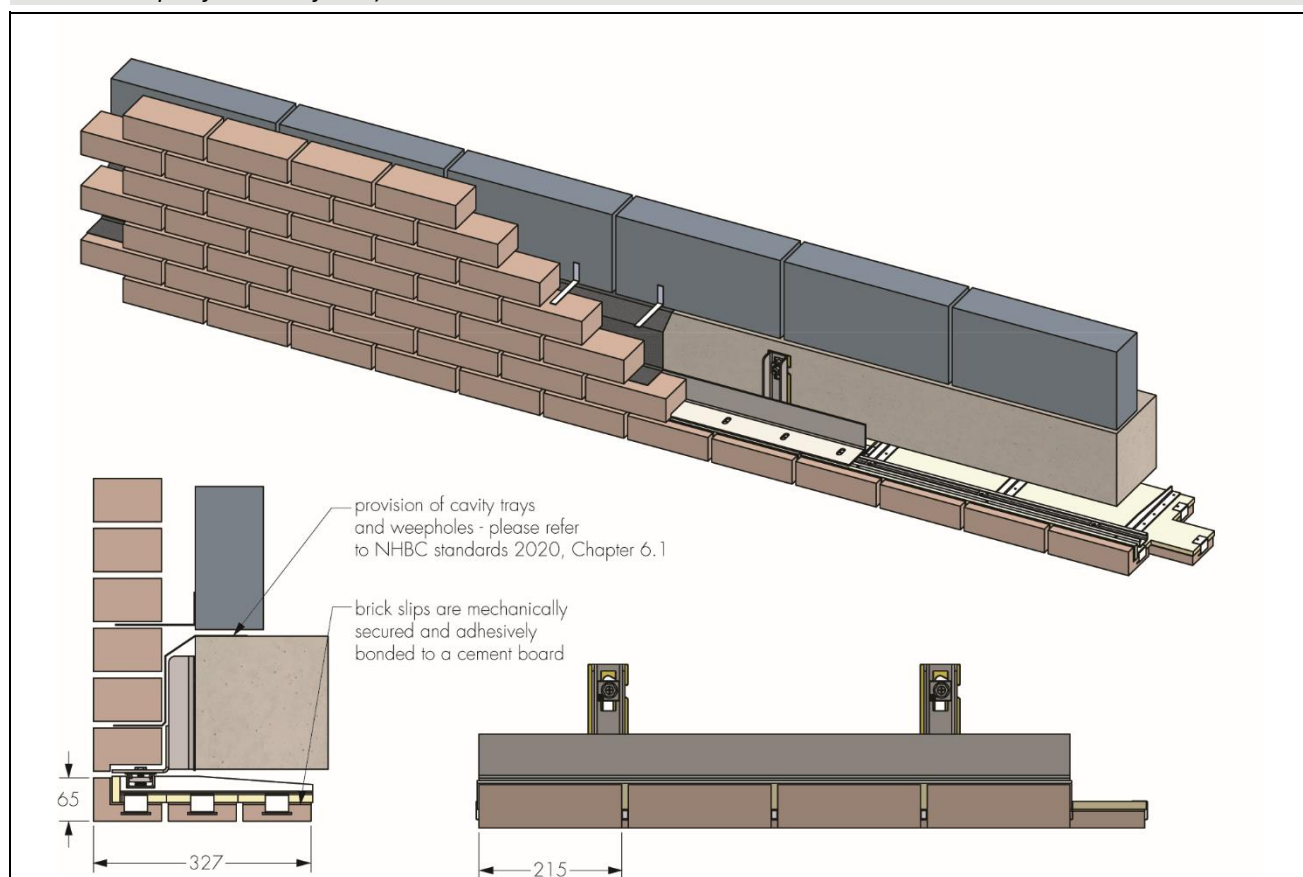 provision of cavity trays
and weepholes - please refer
to NHBC standards 2020, Chapter 6.1
brick slips are mechanically
secured and adhesively
bonded to a cement board
65
327
215